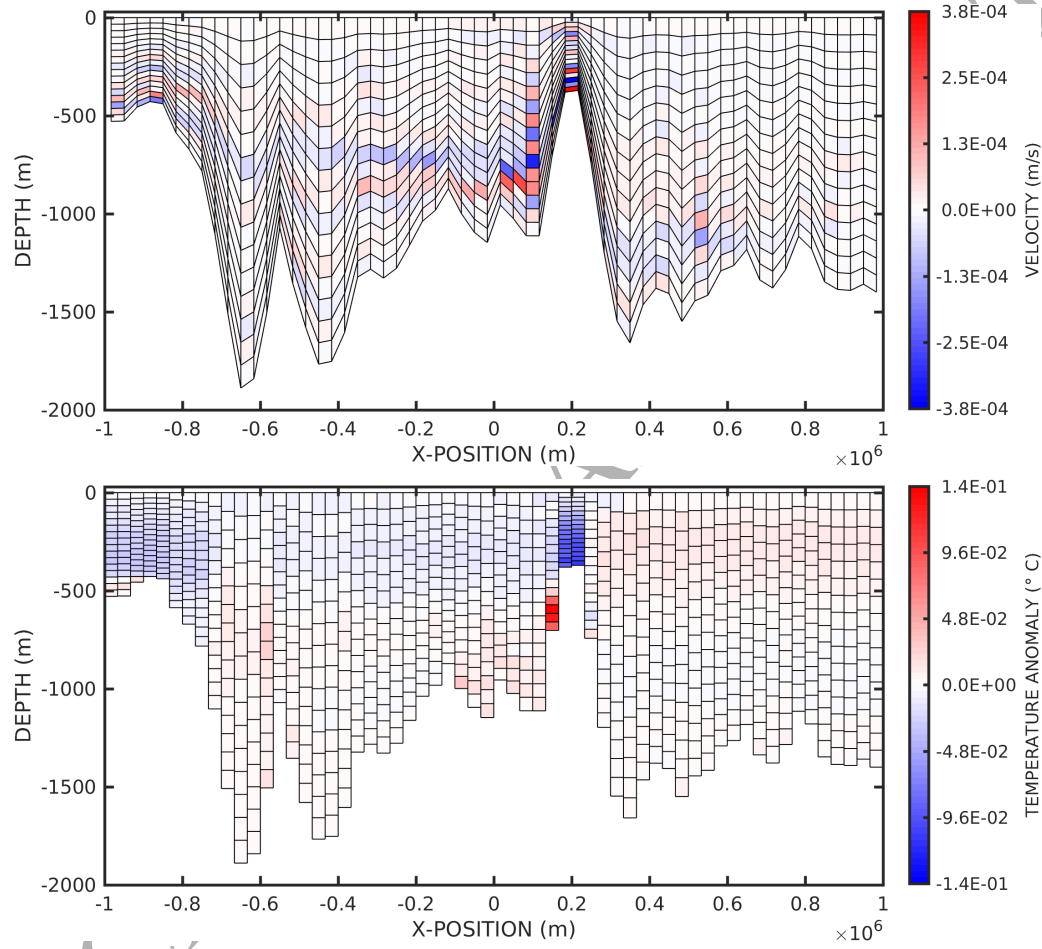 0
-500
-1000
-1500
-2000
DEPTH (m)
-1 -0.8 -0.6 -0.4 -0.2 0 0.2 0.4 0.6 0.8 1
X-POSITION (m)
×10⁶
3.8E-04
2.5E-04
1.3E-04
0.0E+00
-1.3E-04
-2.5E-04
-3.8E-04
VELOCITY (m/s)
0
-500
-1000
-1500
-2000
DEPTH (m)
-1 -0.8 -0.6 -0.4 -0.2 0 0.2 0.4 0.6 0.8 1
X-POSITION (m)
×10⁶
1.4E-01
9.6E-02
4.8E-02
0.0E+00
-4.8E-02
-9.6E-02
-1.4E-01
TEMPERATURE ANOMALY (° C)